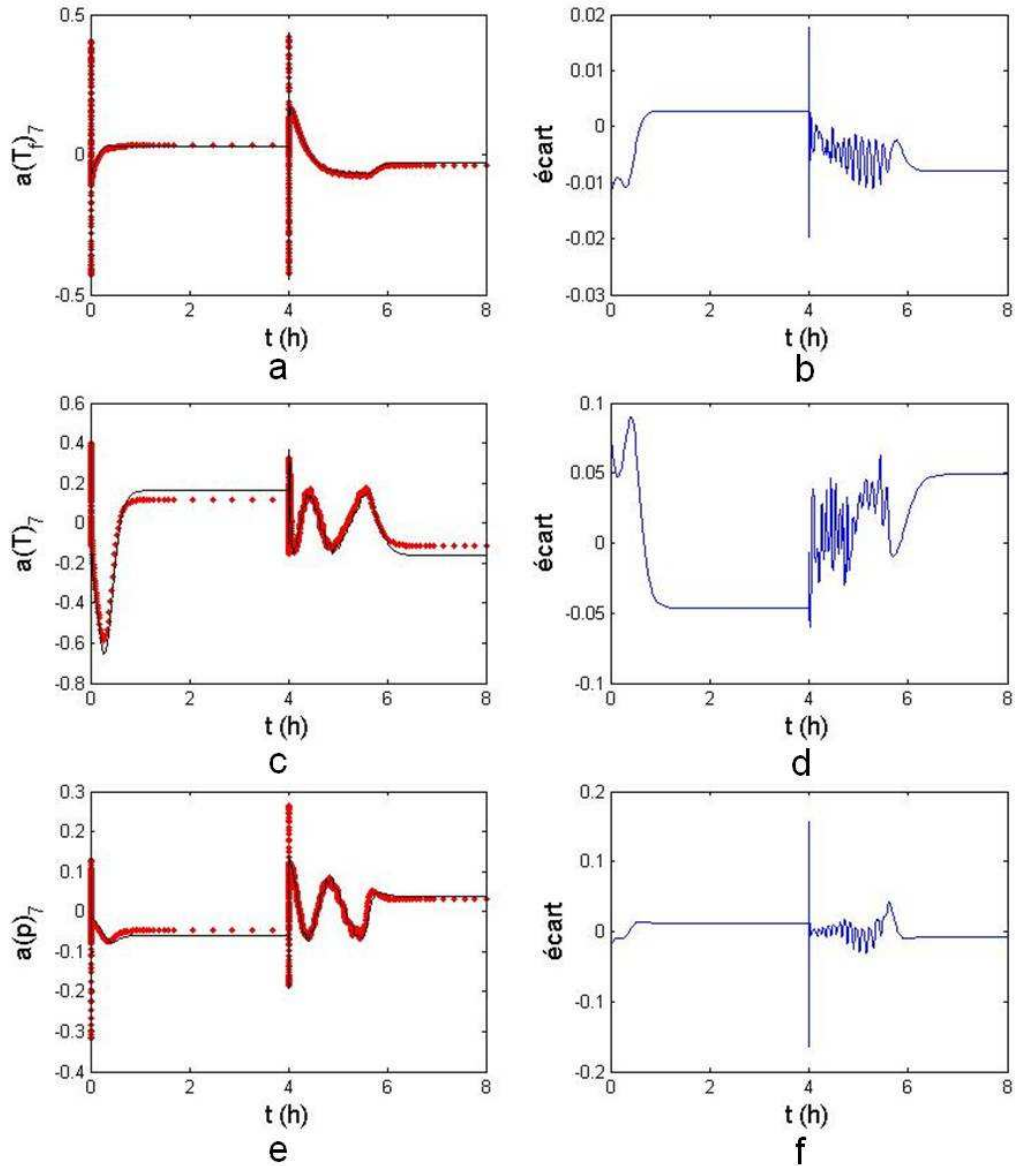 0.5
0
-0.5
a(T_f)_7
0 2 4 6 8
t (h)
a
0.02
0.01
0
-0.01
-0.02
-0.03
écart
0 2 4 6 8
t (h)
b
0.6
0.4
0.2
0
-0.2
-0.4
-0.6
-0.8
a(T)_7
0 2 4 6 8
t (h)
c
0.1
0.05
0
-0.05
-0.1
écart
0 2 4 6 8
t (h)
d
0.3
0.2
0.1
0
-0.1
-0.2
-0.3
-0.4
a(p)_7
0 2 4 6 8
t (h)
e
0.2
0.1
0
-0.1
-0.2
écart
0 2 4 6 8
t (h)
f